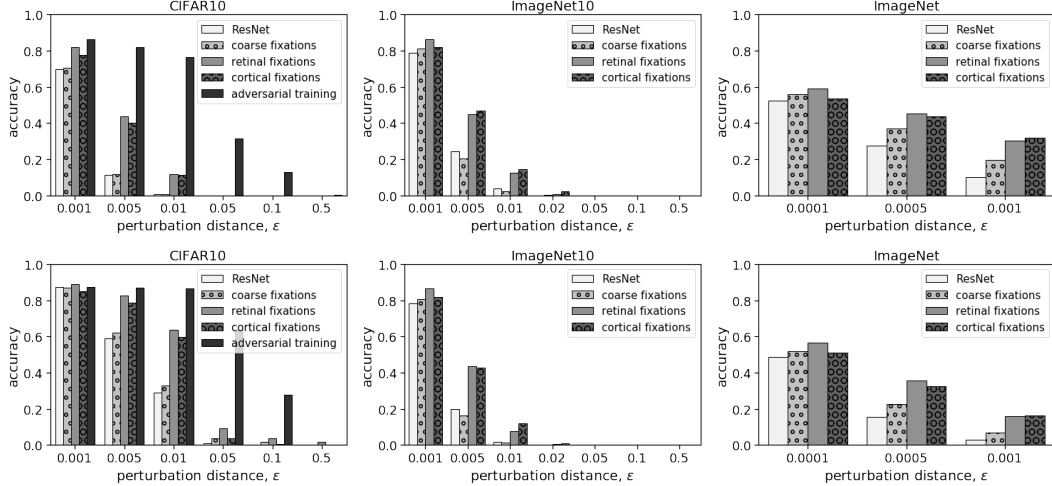 CIFAR10
1.0
0.8
0.6
0.4
0.2
0.0
accuracy
ResNet
coarse fixations
retinal fixations
cortical fixations
adversarial training
0.001 0.005 0.01 0.05 0.1 0.5
perturbation distance, ε
ImageNet10
1.0
0.8
0.6
0.4
0.2
0.0
accuracy
ResNet
coarse fixations
retinal fixations
cortical fixations
0.001 0.005 0.01 0.02 0.05 0.1 0.5
perturbation distance, ε
ImageNet
1.0
0.8
0.6
0.4
0.2
0.0
accuracy
ResNet
coarse fixations
retinal fixations
cortical fixations
0.0001 0.0005 0.001
perturbation distance, ε
CIFAR10
1.0
0.8
0.6
0.4
0.2
0.0
accuracy
ResNet
coarse fixations
retinal fixations
cortical fixations
adversarial training
0.001 0.005 0.01 0.05 0.1 0.5
perturbation distance, ε
ImageNet10
1.0
0.8
0.6
0.4
0.2
0.0
accuracy
ResNet
coarse fixations
retinal fixations
cortical fixations
0.001 0.005 0.01 0.02 0.05 0.1 0.5
perturbation distance, ε
ImageNet
1.0
0.8
0.6
0.4
0.2
0.0
accuracy
ResNet
coarse fixations
retinal fixations
cortical fixations
0.0001 0.0005 0.001
perturbation distance, ε